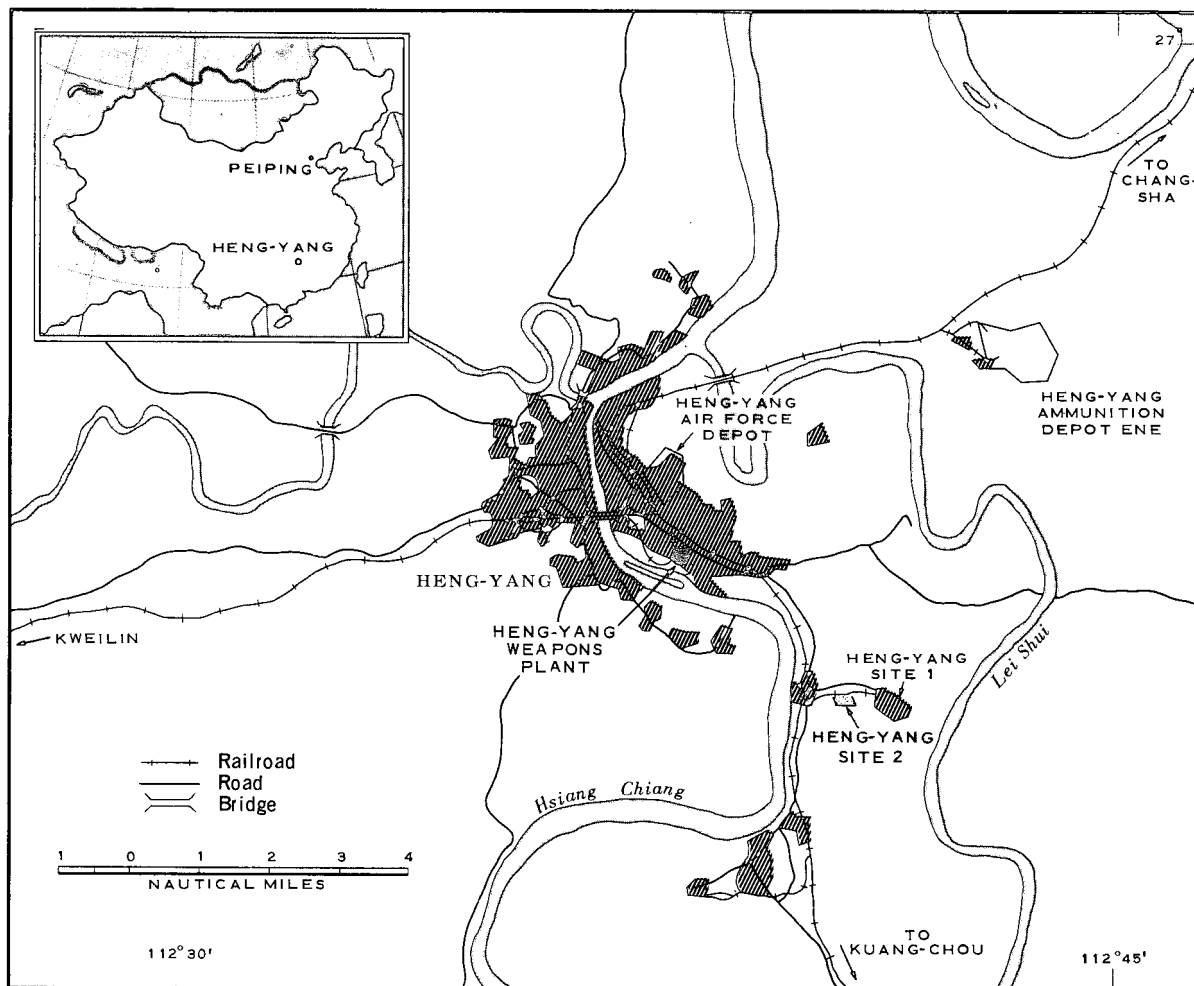 PEIPING
HENG-YANG
27
TO
CHANG-
SHA
HENG-YANG
AIR FORCE
DEPOT
HENG-YANG
AMMUNITION
DEPOT ENE
HENG-YANG
KWEILIN
HENG-YANG
WEAPONS
PLANT
HENG-YANG
SITE 1
Lei Shui
HENG-YANG
SITE 2
Railroad
Road
Bridge
Hsiang Chiang
1 0 1 2 3 4
NAUTICAL MILES
112°30'
TO
KUANG-CHOU
112°45'